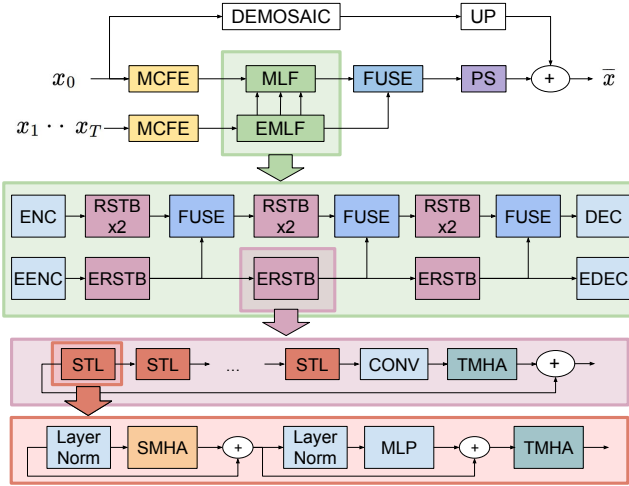 DEMOSAIC UP
x₀ MCFE MLF FUSE PS + x̅
x₁ ·· x_T MCFE EMLF
ENC RSTB x2 FUSE RSTB x2 FUSE RSTB x2 FUSE DEC
EENC ERSTB ERSTB ERSTB EDEC
STL STL ... STL CONV TMHA +
Layer Norm SMHA + Layer Norm MLP + TMHA